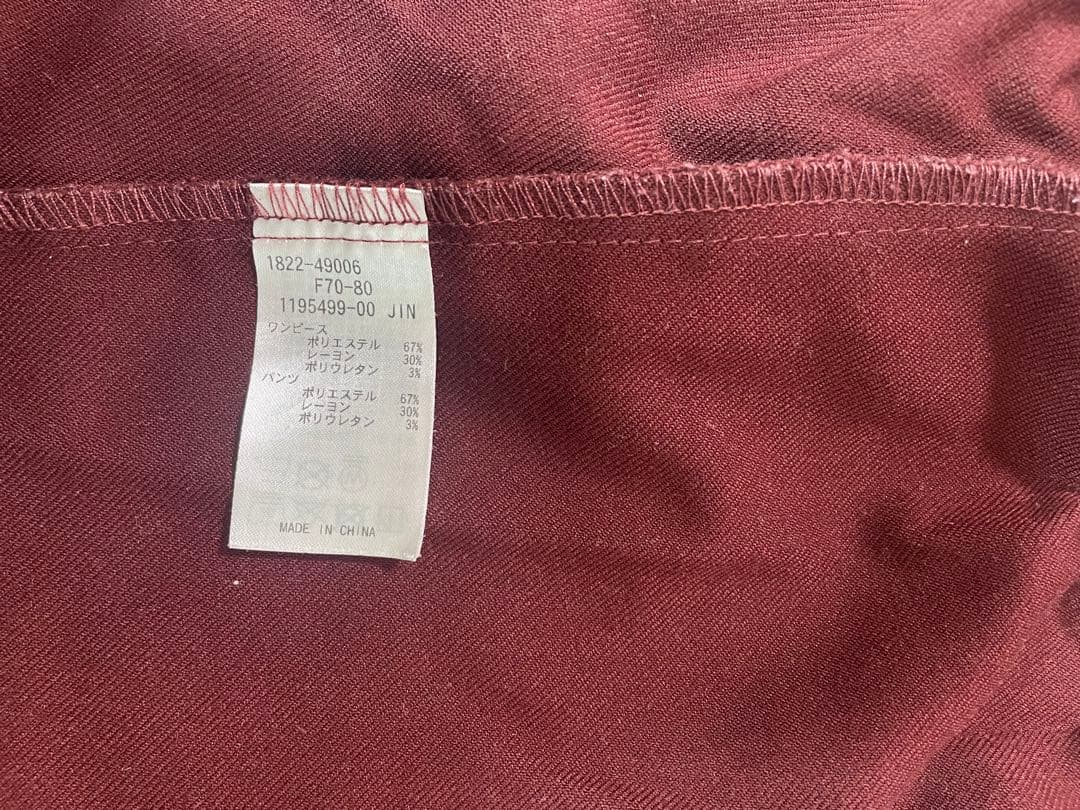 1822-49006
F70-80
1195499-00 JIN
ワンピース
ポリエステル 67%
レーヨン 30%
ポリウレタン 3%
パンツ
ポリエステル 67%
レーヨン 30%
ポリウレタン 3%
MADE IN CHINA